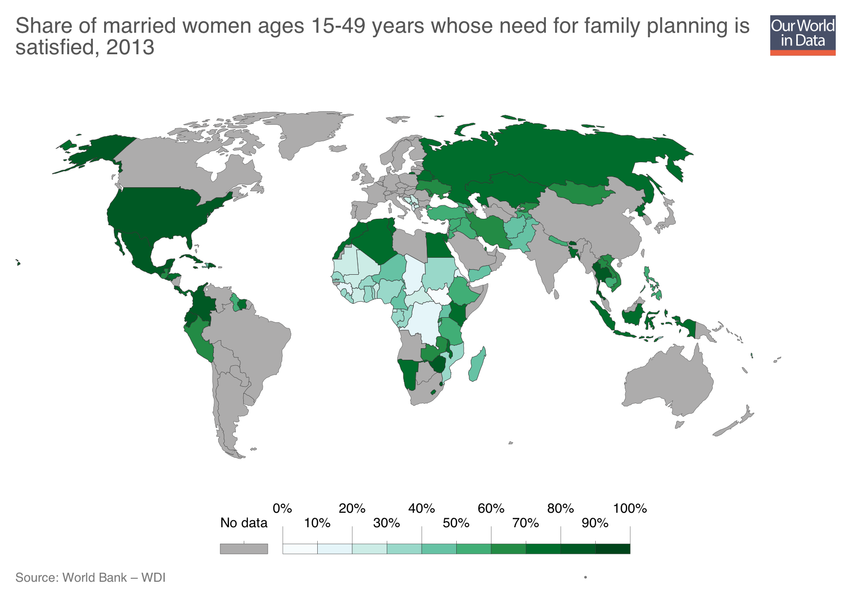 Share of married women ages 15-49 years whose need for family planning is
satisfied, 2013
Our World
in Data
0% 20% 40% 60% 80% 100%
No data 10% 30% 50% 70% 90%
Source: World Bank – WDI